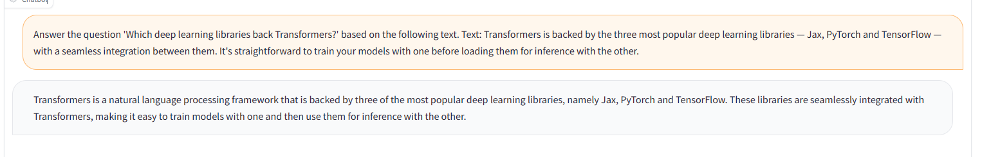 Chatbot
Answer the question 'Which deep learning libraries back Transformers?' based on the following text. Text: Transformers is backed by the three most popular deep learning libraries — Jax, PyTorch and TensorFlow —
with a seamless integration between them. It's straightforward to train your models with one before loading them for inference with the other.
Transformers is a natural language processing framework that is backed by three of the most popular deep learning libraries, namely Jax, PyTorch and TensorFlow. These libraries are seamlessly integrated with
Transformers, making it easy to train models with one and then use them for inference with the other.